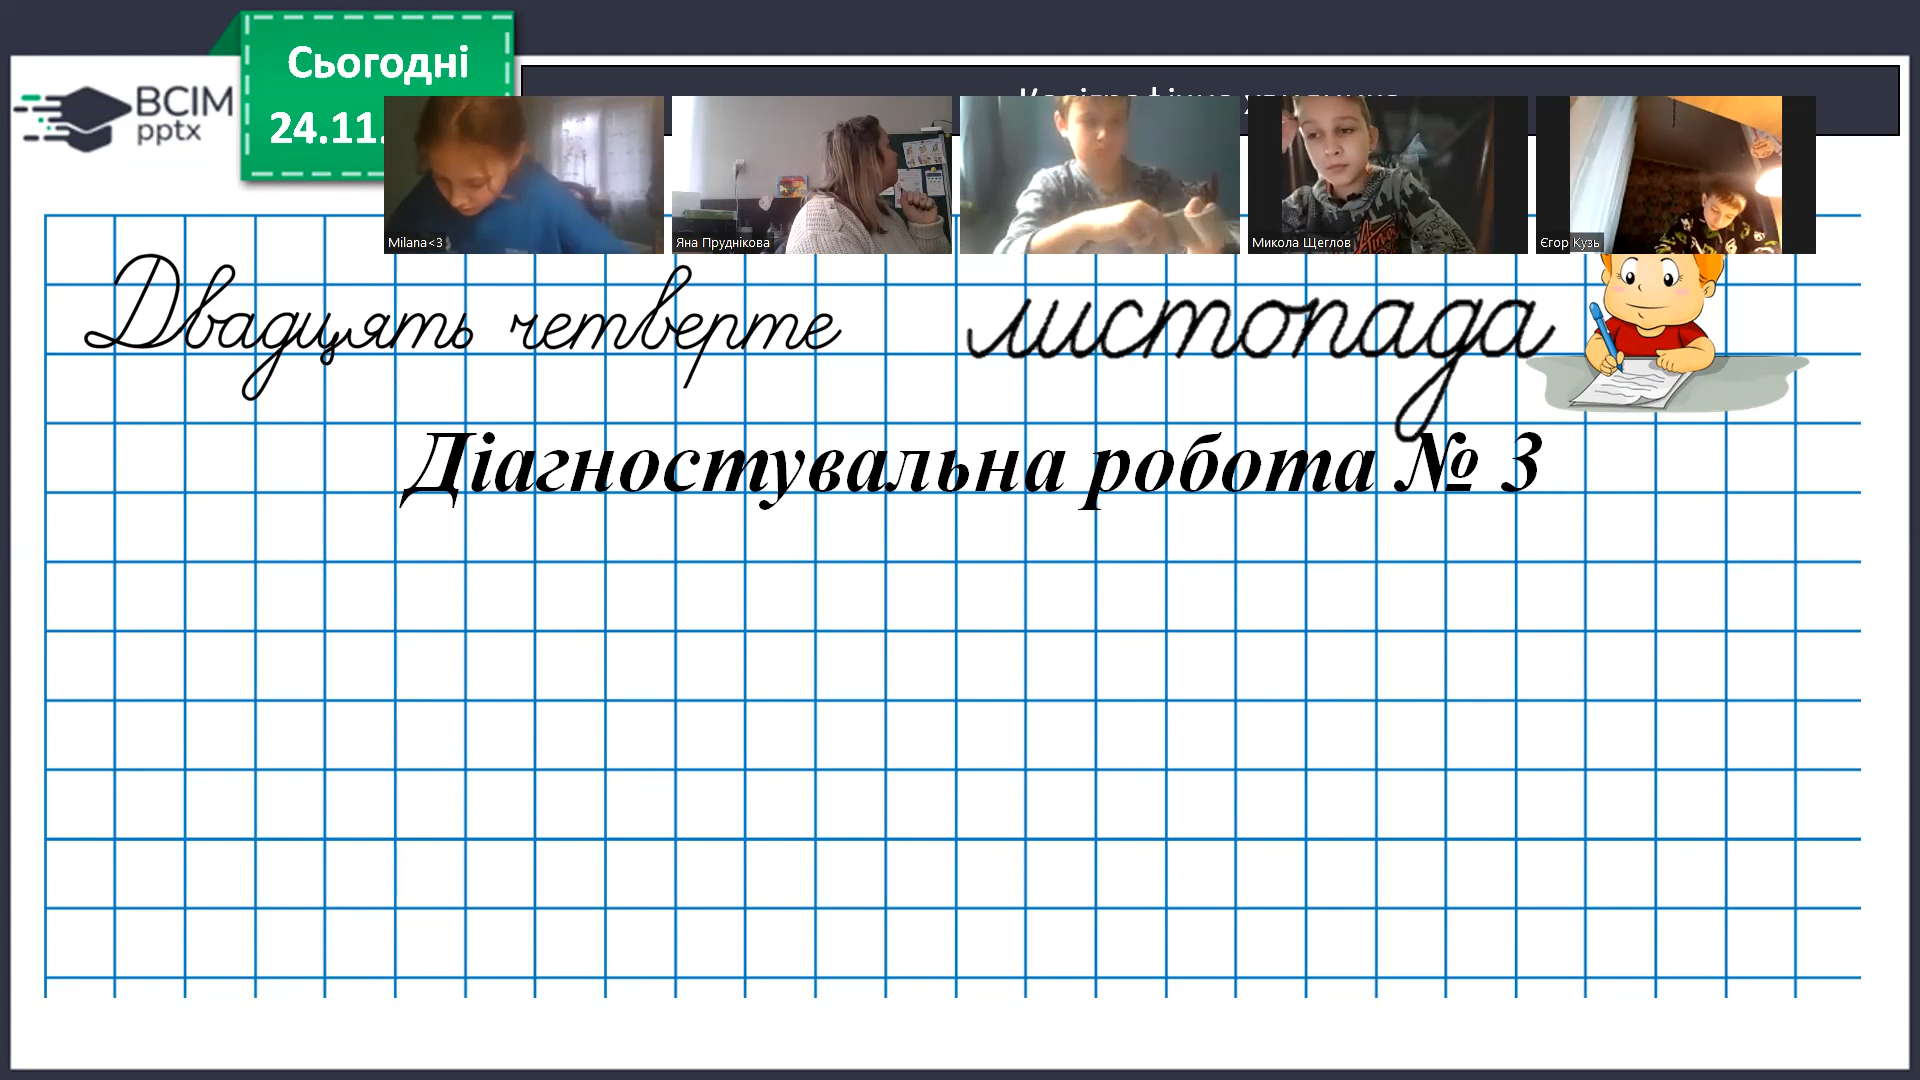 Сьогодні
24.11.
ВСІМ
pptx
Milana<3
Яна Пруднікова
Микола Щеглов
Єгор Кузь
Двадцять четверте листопада
Діагностувальна робота № 3